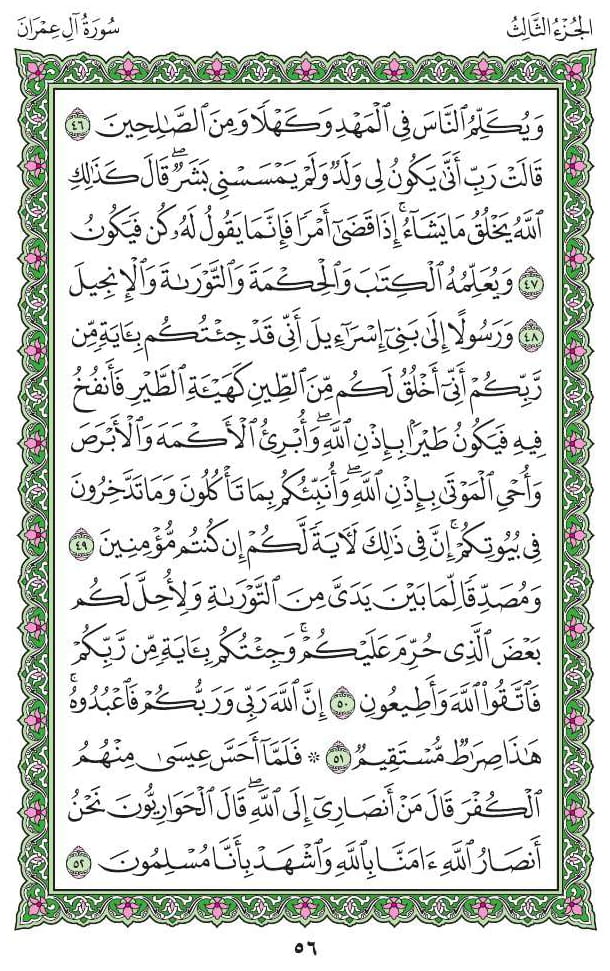 الجُزْءُ الثَّالِثُ
سُورَةُ آلِ عِمْرَانَ
وَيُكَلِّمُ ٱلنَّاسَ فِي ٱلْمَهْدِ وَكَهْلًا وَمِنَ ٱلصَّـٰلِحِينَ ٤٦
قَالَتْ رَبِّ أَنَّىٰ يَكُونُ لِي وَلَدٌ وَلَمْ يَمْسَسْنِي بَشَرٌۖ قَالَ كَذَٰلِكِ
ٱللَّهُ يَخْلُقُ مَا يَشَآءُۚ إِذَا قَضَىٰٓ أَمْرًا فَإِنَّمَا يَقُولُ لَهُۥ كُن فَيَكُونُ
٤٧ وَيُعَلِّمُهُ ٱلْكِتَـٰبَ وَٱلْحِكْمَةَ وَٱلتَّوْرَىٰةَ وَٱلْإِنجِيلَ
٤٨ وَرَسُولًا إِلَىٰ بَنِيٓ إِسْرَٰٓءِيلَ أَنِّي قَدْ جِئْتُكُم بِـَٔايَةٍ مِّن
رَّبِّكُمْ أَنِّيٓ أَخْلُقُ لَكُم مِّنَ ٱلطِّينِ كَهَيْـَٔةِ ٱلطَّيْرِ فَأَنفُخُ
فِيهِ فَيَكُونُ طَيْرًۢا بِإِذْنِ ٱللَّهِۖ وَأُبْرِئُ ٱلْأَكْمَهَ وَٱلْأَبْرَصَ
وَأُحْيِ ٱلْمَوْتَىٰ بِإِذْنِ ٱللَّهِۖ وَأُنَبِّئُكُم بِمَا تَأْكُلُونَ وَمَا تَدَّخِرُونَ
فِي بُيُوتِكُمْۚ إِنَّ فِي ذَٰلِكَ لَـَٔايَةً لَّكُمْ إِن كُنتُم مُّؤْمِنِينَ ٤٩
وَمُصَدِّقًا لِّمَا بَيْنَ يَدَيَّ مِنَ ٱلتَّوْرَىٰةِ وَلِأُحِلَّ لَكُم
بَعْضَ ٱلَّذِي حُرِّمَ عَلَيْكُمْۚ وَجِئْتُكُم بِـَٔايَةٍ مِّن رَّبِّكُمْ
فَٱتَّقُوا۟ ٱللَّهَ وَأَطِيعُونِ ٥٠ إِنَّ ٱللَّهَ رَبِّي وَرَبُّكُمْ فَٱعْبُدُوهُۚ
هَـٰذَا صِرَٰطٌ مُّسْتَقِيمٌ ٥١ ۞ فَلَمَّآ أَحَسَّ عِيسَىٰ مِنْهُمُ
ٱلْكُفْرَ قَالَ مَنْ أَنصَارِيٓ إِلَى ٱللَّهِۖ قَالَ ٱلْحَوَارِيُّونَ نَحْنُ
أَنصَارُ ٱللَّهِ ءَامَنَّا بِٱللَّهِ وَٱشْهَدْ بِأَنَّا مُسْلِمُونَ ٥٢
٥٦